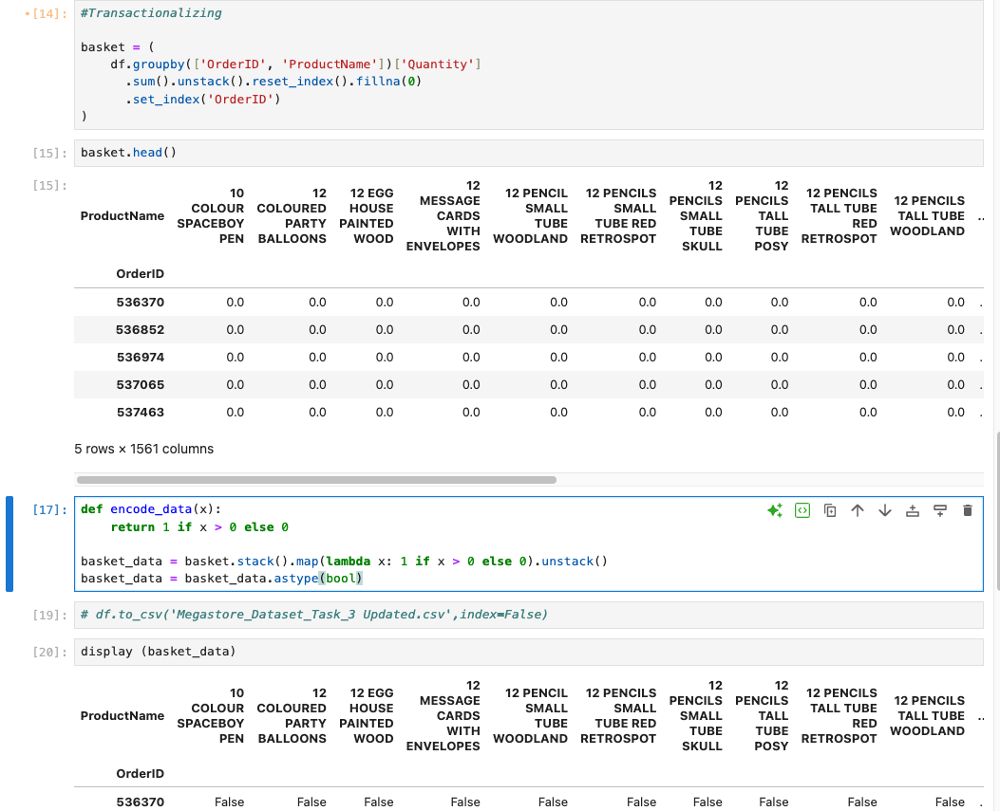 •[14]: #Transactionalizing
basket = (
df.groupby(['OrderID', 'ProductName'])['Quantity']
.sum().unstack().reset_index().fillna(0)
.set_index('OrderID')
)
[15]: basket.head()
[15]:
ProductName 10 COLOUR SPACEBOY PEN 12 COLOURED PARTY BALLOONS 12 EGG HOUSE PAINTED WOOD 12 MESSAGE CARDS WITH ENVELOPES 12 PENCIL SMALL TUBE WOODLAND 12 PENCILS SMALL TUBE RED RETROSPOT 12 PENCILS SMALL TUBE SKULL 12 PENCILS TALL TUBE POSY 12 PENCILS TALL TUBE RED RETROSPOT 12 PENCILS TALL TUBE WOODLAND ..
OrderID
536370 0.0 0.0 0.0 0.0 0.0 0.0 0.0 0.0 0.0 0.0 .
536852 0.0 0.0 0.0 0.0 0.0 0.0 0.0 0.0 0.0 0.0 .
536974 0.0 0.0 0.0 0.0 0.0 0.0 0.0 0.0 0.0 0.0 .
537065 0.0 0.0 0.0 0.0 0.0 0.0 0.0 0.0 0.0 0.0 .
537463 0.0 0.0 0.0 0.0 0.0 0.0 0.0 0.0 0.0 0.0 .
5 rows × 1561 columns
[17]: def encode_data(x):
return 1 if x > 0 else 0
basket_data = basket.stack().map(lambda x: 1 if x > 0 else 0).unstack()
basket_data = basket_data.astype(bool)
[19]: # df.to_csv('Megastore_Dataset_Task_3 Updated.csv',index=False)
[20]: display (basket_data)
ProductName 10 COLOUR SPACEBOY PEN 12 COLOURED PARTY BALLOONS 12 EGG HOUSE PAINTED WOOD 12 MESSAGE CARDS WITH ENVELOPES 12 PENCIL SMALL TUBE WOODLAND 12 PENCILS SMALL TUBE RED RETROSPOT 12 PENCILS SMALL TUBE SKULL 12 PENCILS TALL TUBE POSY 12 PENCILS TALL TUBE RED RETROSPOT 12 PENCILS TALL TUBE WOODLAND ..
OrderID
536370 False False False False False False False False False False .